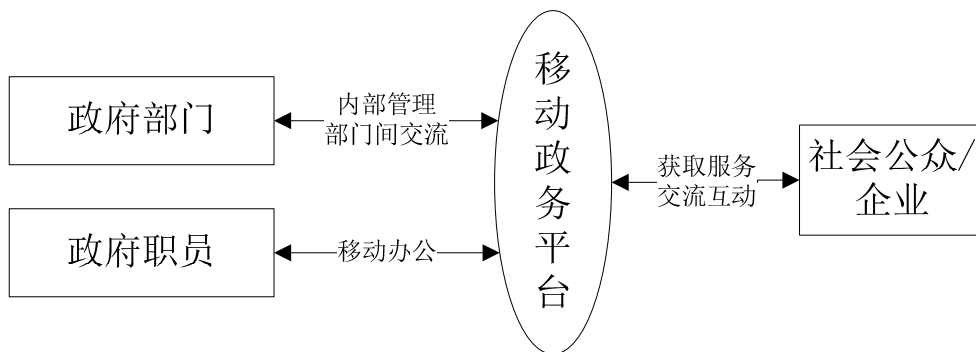 政府部门
内部管理
部门间交流
政府职员
移动办公
移动政务平台
获取服务
交流互动
社会公众/
企业